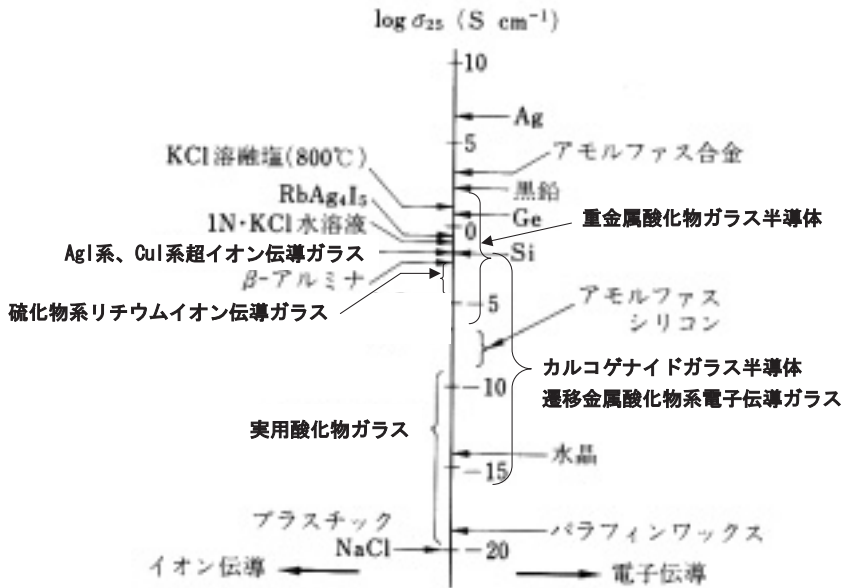 log σ₂₅ (S cm⁻¹)
10
Ag
5
アモルファス合金
KCl溶融塩(800℃)
黒鉛
RbAg₄I₅
Ge
重金属酸化物ガラス半導体
1N・KCl水溶液
0
AgI系、CuI系超イオン伝導ガラス
Si
β-アルミナ
硫化物系リチウムイオン伝導ガラス
-5
アモルファス
シリコン
カルコゲナイドガラス半導体
-10
遷移金属酸化物系電子伝導ガラス
実用酸化物ガラス
水晶
-15
プラスチック
パラフィンワックス
NaCl
-20
イオン伝導
電子伝導